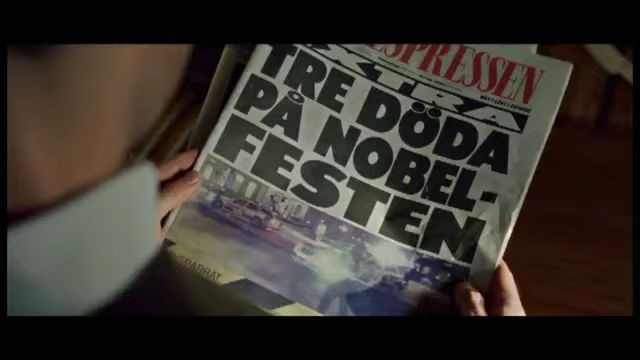 ESPRESSEN
EXTRA
TRE DÖDA
PÅ NOBEL-
FESTEN